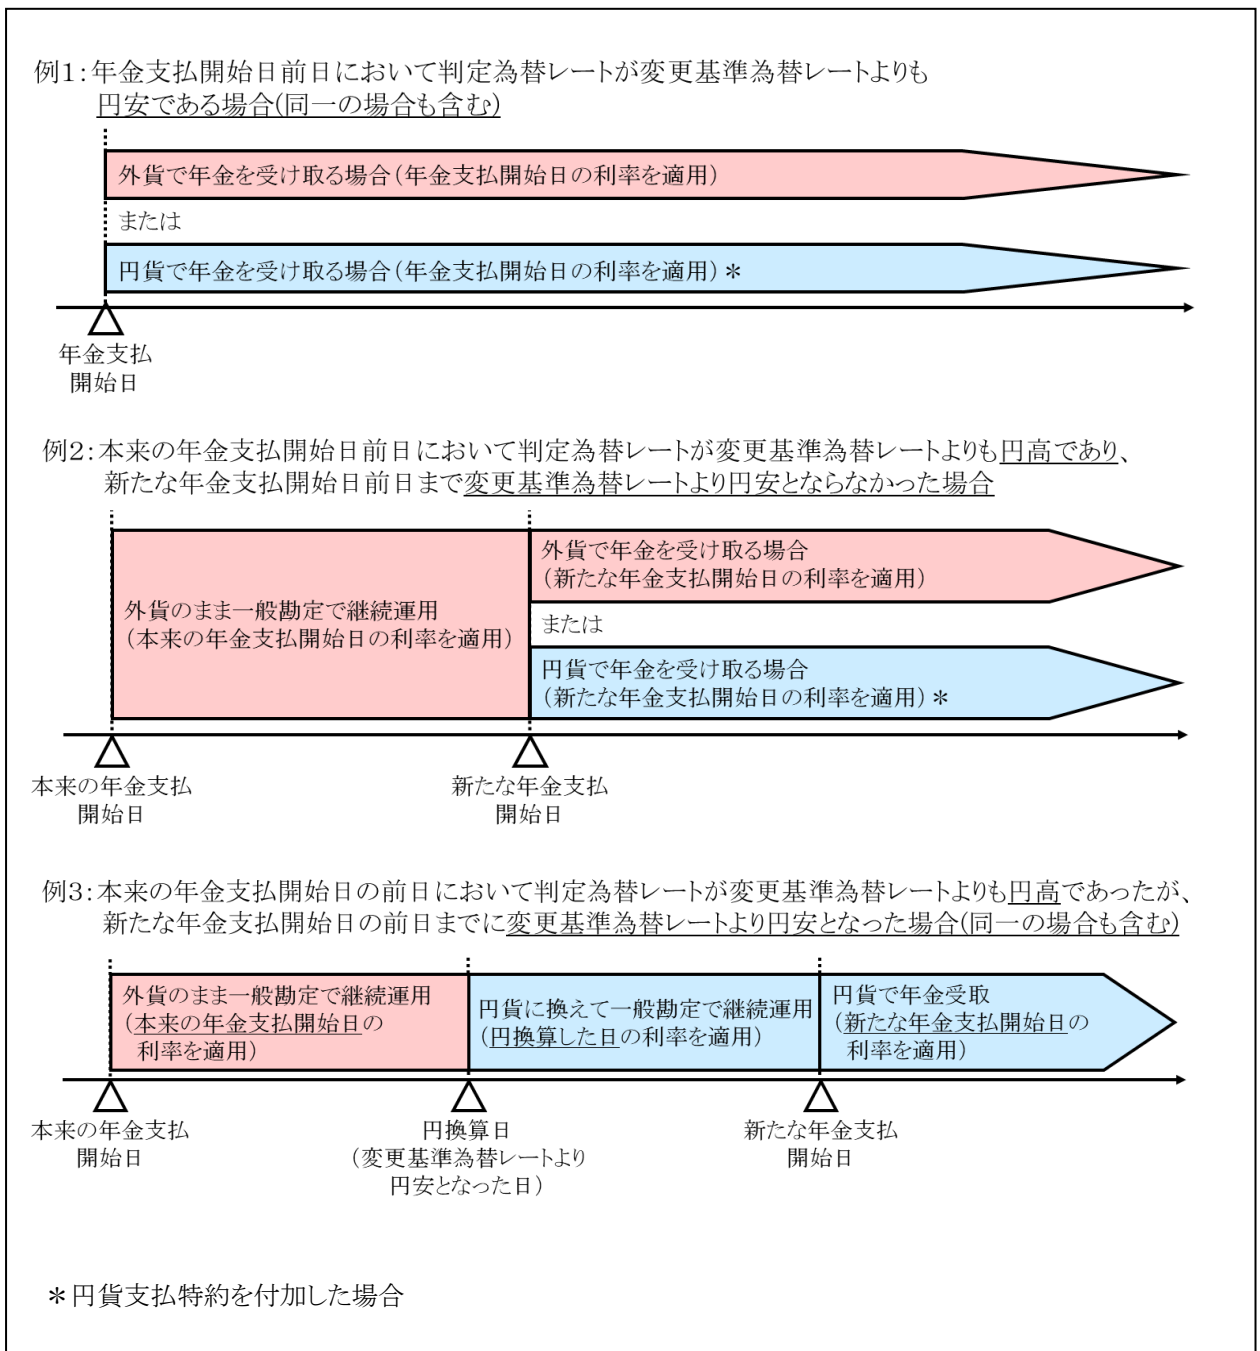 例1：年金支払開始日前日において判定為替レートが変更基準為替レートよりも
円安である場合(同一の場合も含む)
外貨で年金を受け取る場合（年金支払開始日の利率を適用）
または
円貨で年金を受け取る場合（年金支払開始日の利率を適用）＊
年金支払
開始日
例2：本来の年金支払開始日前日において判定為替レートが変更基準為替レートよりも円高であり、
新たな年金支払開始日前日まで変更基準為替レートより円安とならなかった場合
外貨のまま一般勘定で継続運用
（本来の年金支払開始日の利率を適用）
外貨で年金を受け取る場合
（新たな年金支払開始日の利率を適用）
または
円貨で年金を受け取る場合
（新たな年金支払開始日の利率を適用）＊
本来の年金支払
開始日
新たな年金支払
開始日
例3：本来の年金支払開始日の前日において判定為替レートが変更基準為替レートよりも円高であったが、
新たな年金支払開始日の前日までに変更基準為替レートより円安となった場合(同一の場合も含む)
外貨のまま一般勘定で継続運用
（本来の年金支払開始日の
利率を適用）
円貨に換えて一般勘定で継続運用
（円換算した日の利率を適用）
円貨で年金受取
（新たな年金支払開始日の
利率を適用）
本来の年金支払
開始日
円換算日
（変更基準為替レートより
円安となった日）
新たな年金支払
開始日
＊円貨支払特約を付加した場合